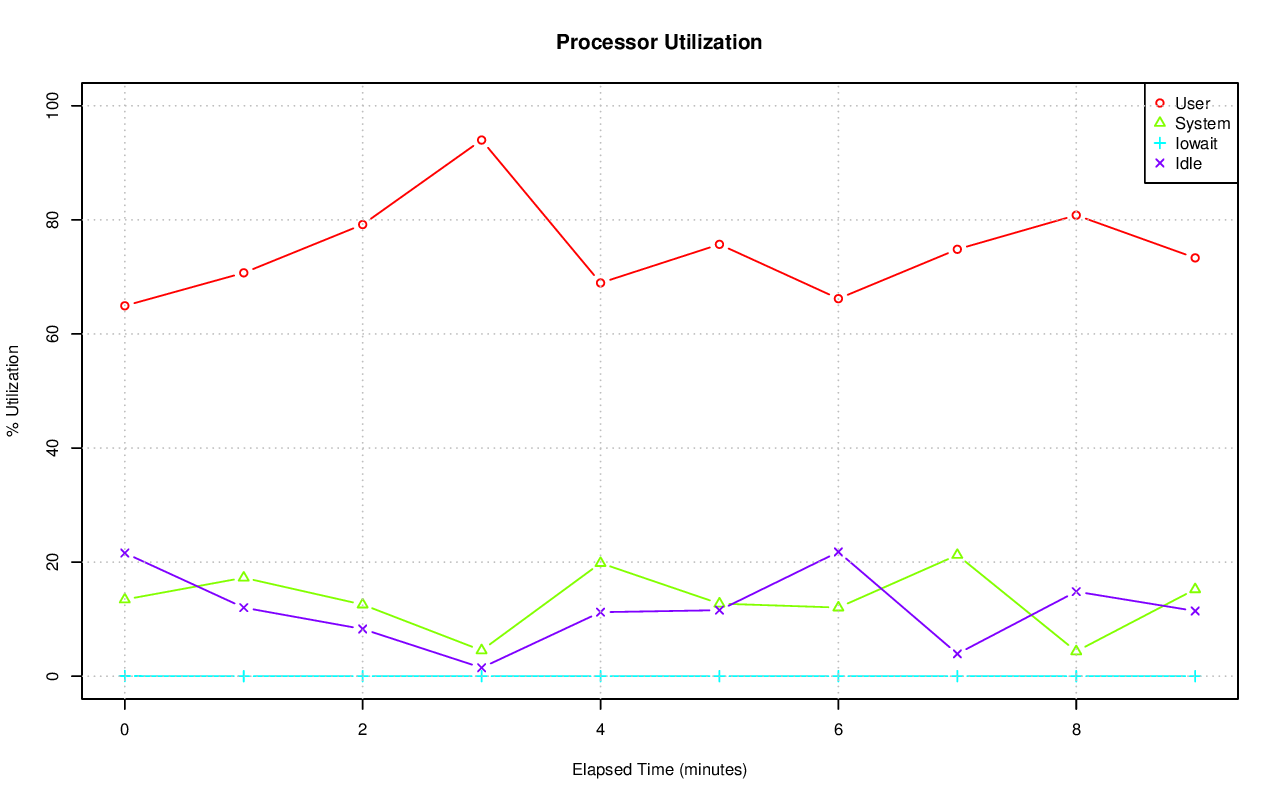 Processor Utilization
User
System
Iowait
Idle
100
80
60
40
20
0
% Utilization
0 2 4 6 8
Elapsed Time (minutes)